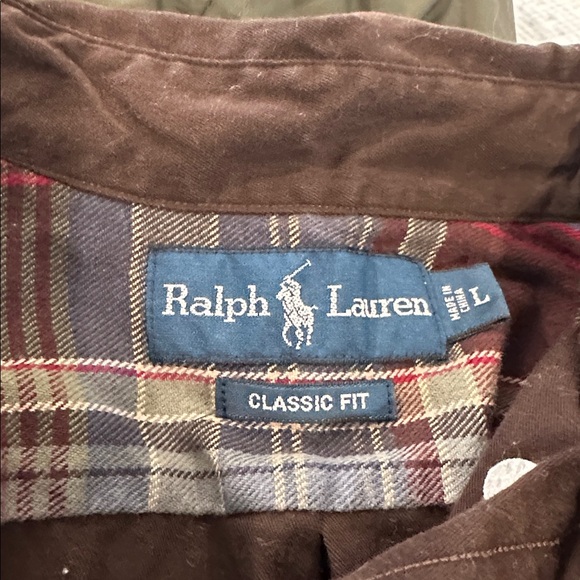 Ralph Lauren
MADE IN
CHINA
L
CLASSIC FIT